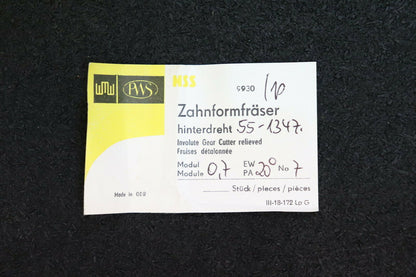 WMW PWS HSS 9930 /10
Zahnformfräser
hinterdreht 55-134Z.
Involute Gear Cutter relieved
Fraises détalonnée
Modul
Module 0,7 EW
PA 20° No 7
Stück / pieces / pièces
Made in GDR
III-18-172 Lp G